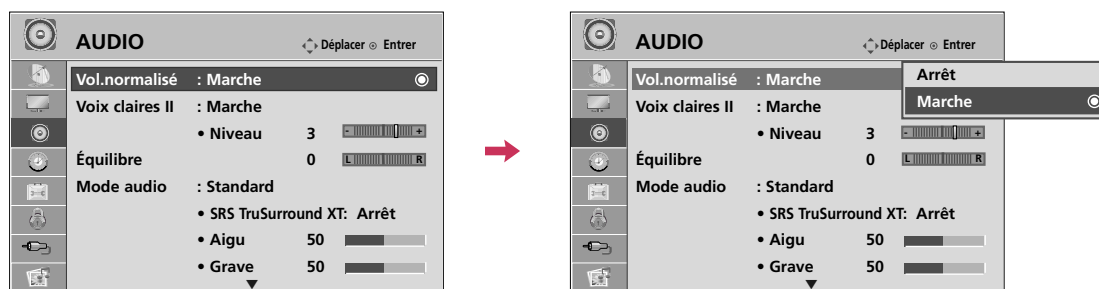 AUDIO
Déplacer Entrer
Vol.normalisé : Marche
Voix claires II : Marche
• Niveau 3 - +
Équilibre 0 L R
Mode audio : Standard
• SRS TruSurround XT: Arrêt
• Aigu 50
• Grave 50
AUDIO
Déplacer Entrer
Vol.normalisé : Marche
Arrêt
Marche
Voix claires II : Marche
• Niveau 3 - +
Équilibre 0 L R
Mode audio : Standard
• SRS TruSurround XT: Arrêt
• Aigu 50
• Grave 50